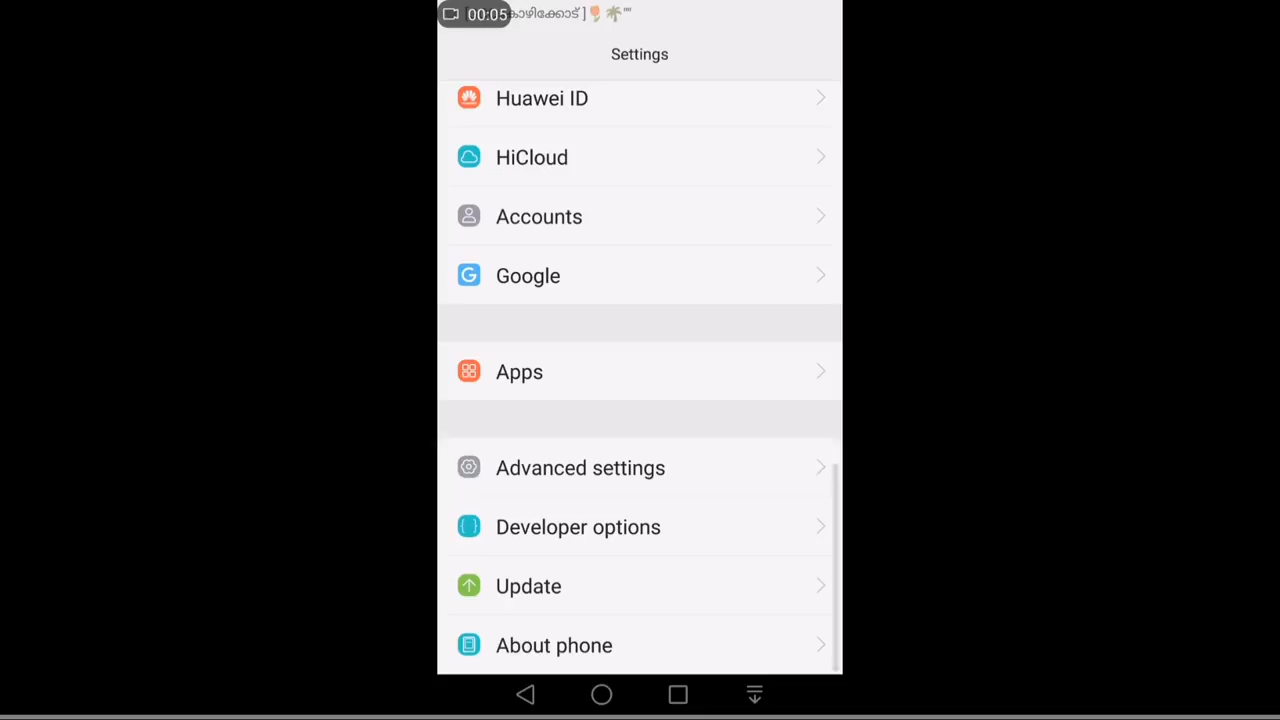 00:05 കോഴിക്കോട് ]🌷🌴""
Settings
Huawei ID
HiCloud
Accounts
Google
Apps
Advanced settings
Developer options
Update
About phone